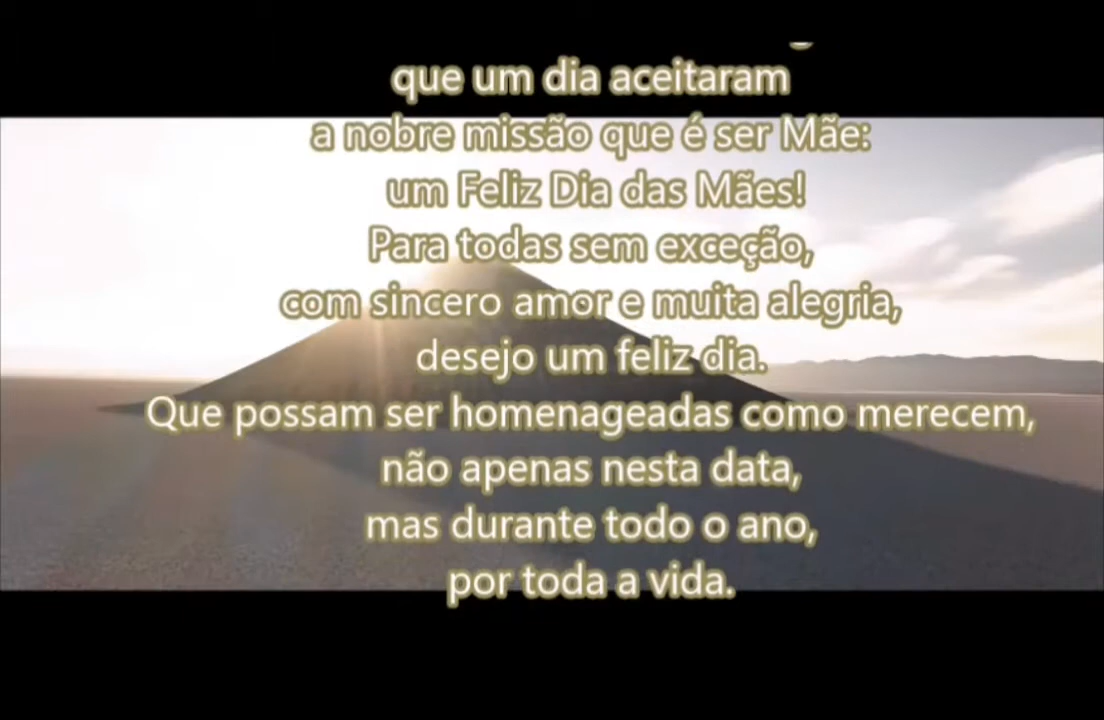 que um dia aceitaram
a nobre missão que é ser Mãe:
um Feliz Dia das Mães!
Para todas sem exceção,
com sincero amor e muita alegria,
desejo um feliz dia.
Que possam ser homenageadas como merecem,
não apenas nesta data,
mas durante todo o ano,
por toda a vida.